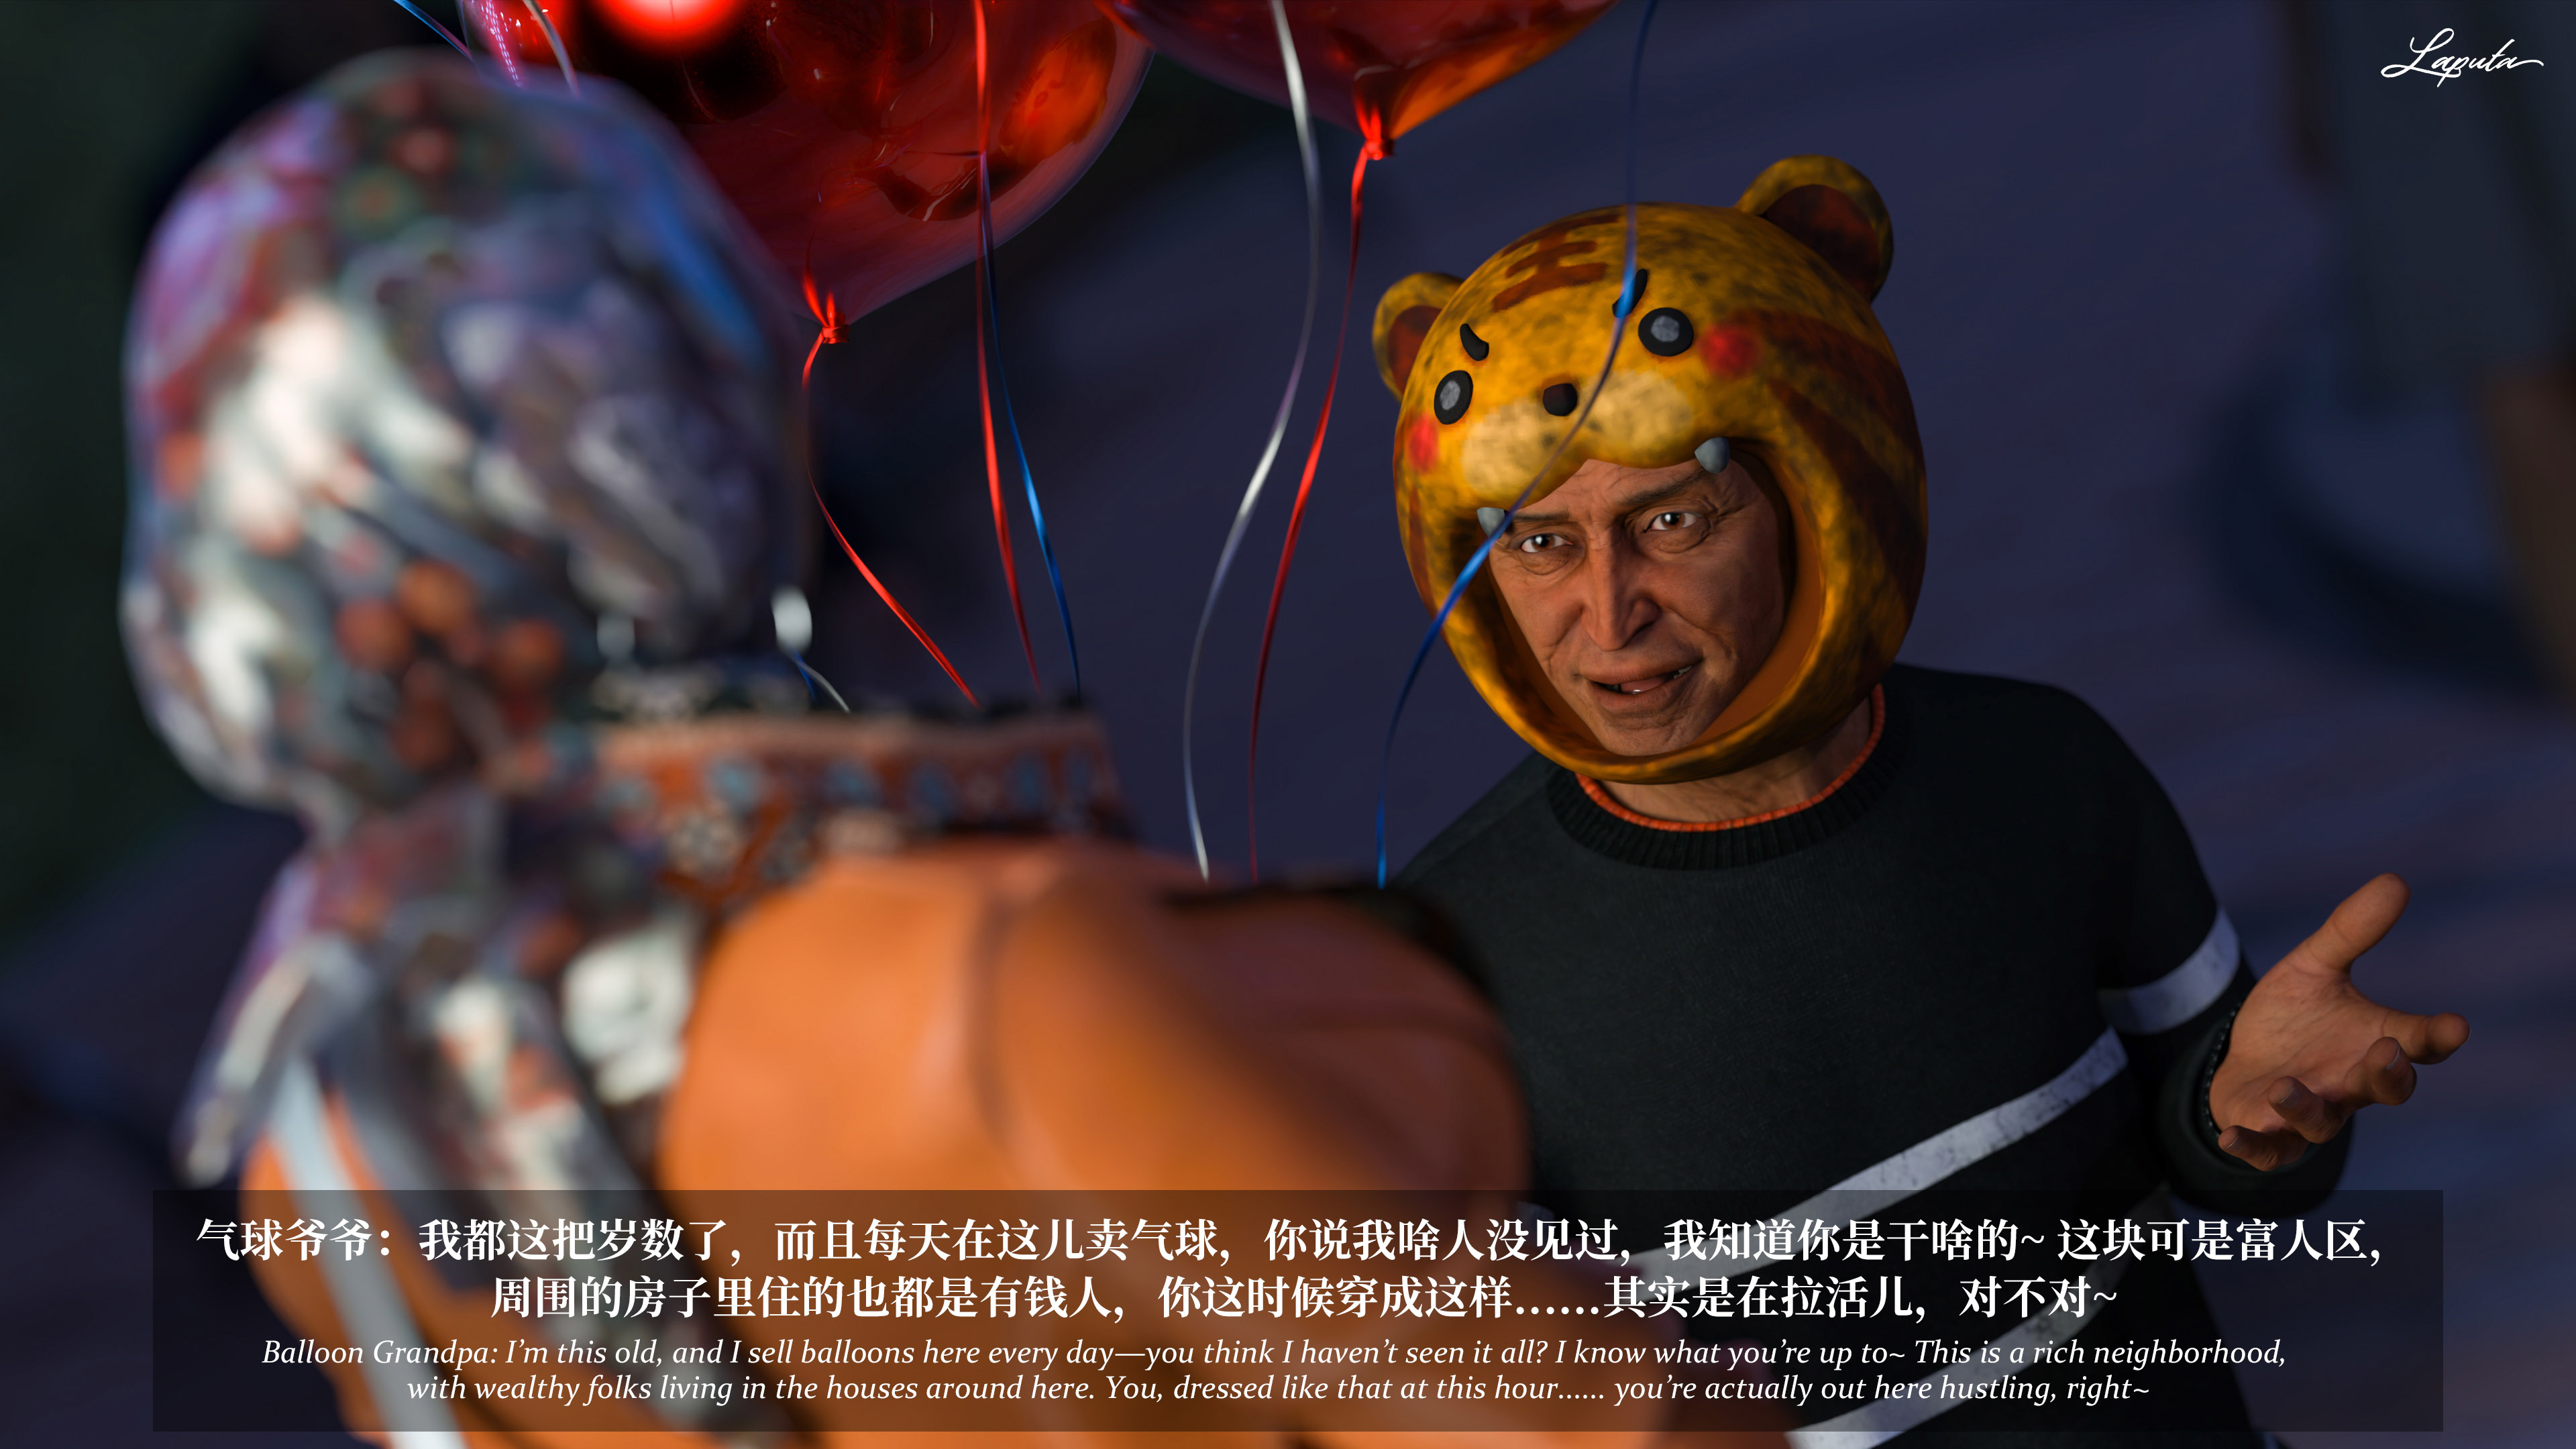 Laputa
王
气球爷爷：我都这把岁数了，而且每天在这儿卖气球，你说我啥人没见过，我知道你是干啥的~ 这块可是富人区，
周围的房子里住的也都是有钱人，你这时候穿成这样……其实是在拉活儿，对不对~
Balloon Grandpa: I’m this old, and I sell balloons here every day—you think I haven’t seen it all? I know what you’re up to~ This is a rich neighborhood,
with wealthy folks living in the houses around here. You, dressed like that at this hour...... you’re actually out here hustling, right~